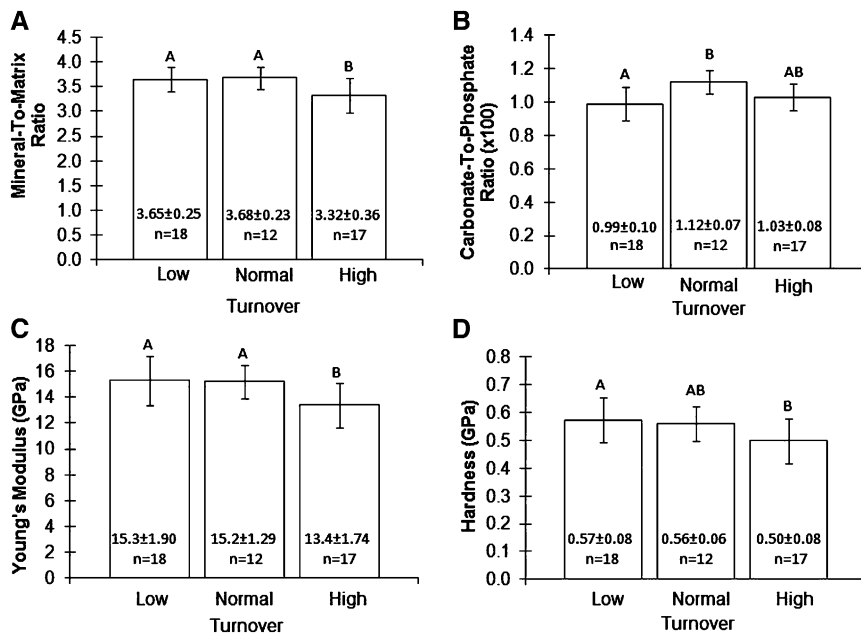 A
Mineral-To-Matrix
Ratio
4.5
4.0
3.5
3.0
2.5
2.0
1.5
1.0
0.5
0.0
A
A
B
3.65±0.25
n=18
3.68±0.23
n=12
3.32±0.36
n=17
Low
Normal
High
Turnover
B
Carbonate-To-Phosphate
Ratio (x100)
1.4
1.2
1.0
0.8
0.6
0.4
0.2
0.0
A
B
AB
0.99±0.10
n=18
1.12±0.07
n=12
1.03±0.08
n=17
Low
Normal
High
Turnover
C
Young's Modulus (GPa)
18
16
14
12
10
8
6
4
2
0
A
A
B
15.3±1.90
n=18
15.2±1.29
n=12
13.4±1.74
n=17
Low
Normal
High
Turnover
D
Hardness (GPa)
0.8
0.7
0.6
0.5
0.4
0.3
0.2
0.1
0.0
A
AB
B
0.57±0.08
n=18
0.56±0.06
n=12
0.50±0.08
n=17
Low
Normal
High
Turnover